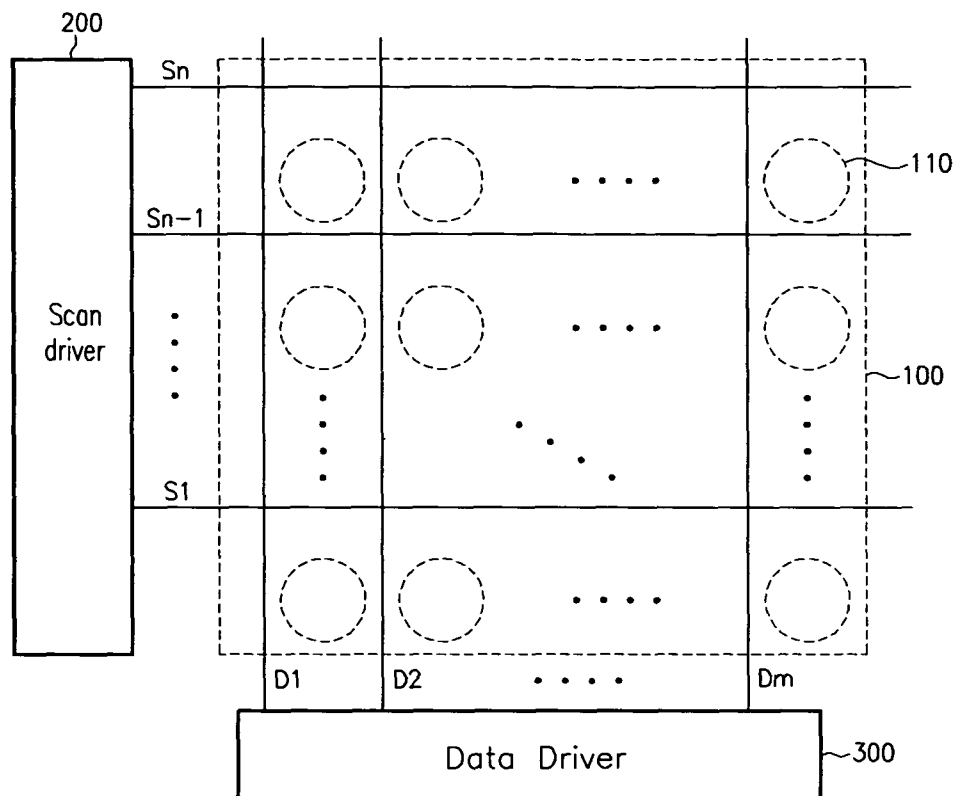 200
Sn
110
Sn-1
Scan
driver
100
S1
D1
D2
Dm
Data Driver
300